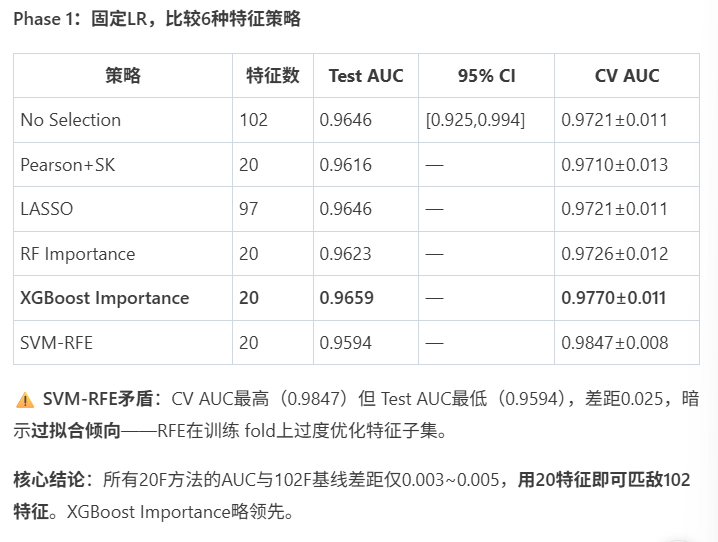 Phase 1：固定LR，比较6种特征策略
策略 特征数 Test AUC 95% CI CV AUC
No Selection 102 0.9646 [0.925,0.994] 0.9721±0.011
Pearson+SK 20 0.9616 — 0.9710±0.013
LASSO 97 0.9646 — 0.9721±0.011
RF Importance 20 0.9623 — 0.9726±0.012
XGBoost Importance 20 0.9659 — 0.9770±0.011
SVM-RFE 20 0.9594 — 0.9847±0.008
⚠️ SVM-RFE矛盾：CV AUC最高（0.9847）但 Test AUC最低（0.9594），差距0.025，暗
示过拟合倾向——RFE在训练 fold上过度优化特征子集。
核心结论：所有20F方法的AUC与102F基线差距仅0.003~0.005，用20特征即可匹敌102
特征。XGBoost Importance略领先。